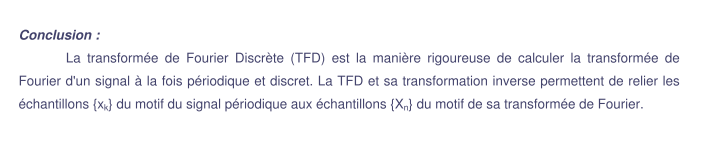 Conclusion :
La transformée de Fourier Discrète (TFD) est la manière rigoureuse de calculer la transformée de
Fourier d'un signal à la fois périodique et discret. La TFD et sa transformation inverse permettent de relier les
échantillons {xk} du motif du signal périodique aux échantillons {Xn} du motif de sa transformée de Fourier.